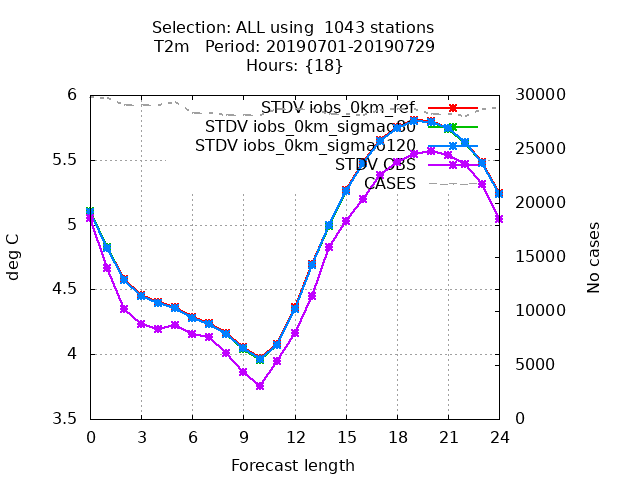 Selection: ALL using  1043 stations
T2m   Period: 20190701-20190729
Hours: {18}
6
5.5
5
4.5
4
3.5
deg C
30000
25000
20000
15000
10000
5000
0
No cases
STDV iobs_0km_ref
STDV iobs_0km_sigmao80
STDV iobs_0km_sigmao120
STDV OBS
CASES
0 3 6 9 12 15 18 21 24
Forecast length